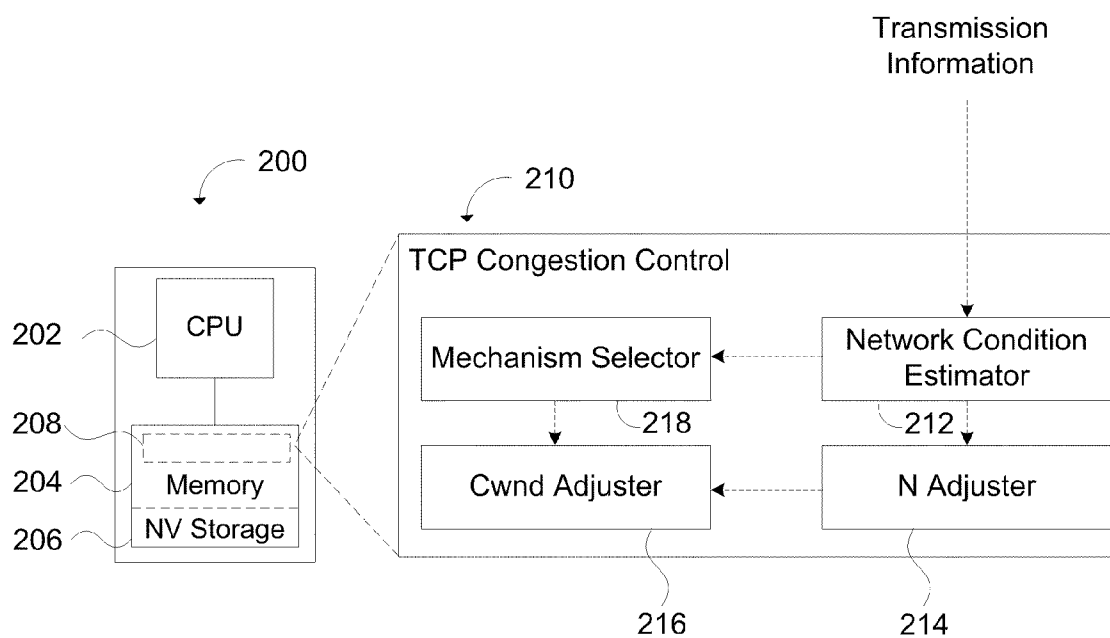 Transmission
Information
200
210
TCP Congestion Control
202
CPU
Mechanism Selector
Network Condition
Estimator
208
218
212
204
Memory
Cwnd Adjuster
N Adjuster
206
NV Storage
216
214